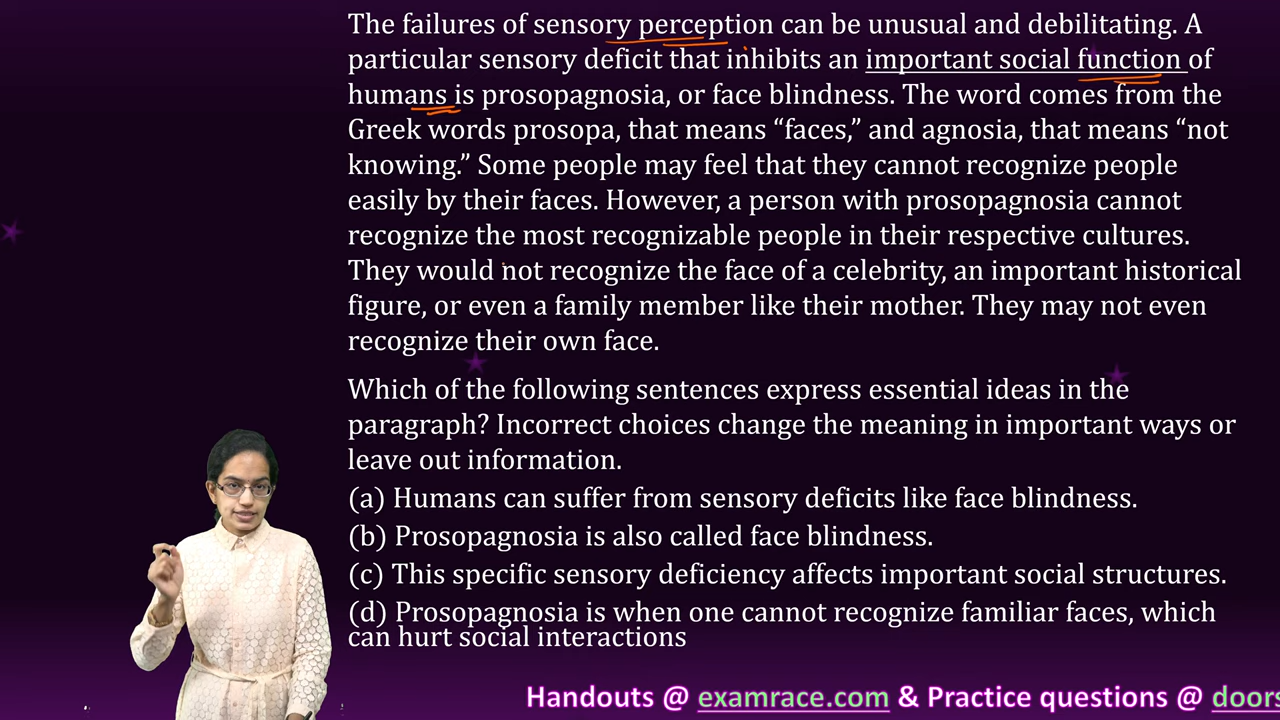 The failures of sensory perception can be unusual and debilitating. A
particular sensory deficit that inhibits an important social function of
humans is prosopagnosia, or face blindness. The word comes from the
Greek words prosopa, that means “faces,” and agnosia, that means “not
knowing.” Some people may feel that they cannot recognize people
easily by their faces. However, a person with prosopagnosia cannot
recognize the most recognizable people in their respective cultures.
They would not recognize the face of a celebrity, an important historical
figure, or even a family member like their mother. They may not even
recognize their own face.
Which of the following sentences express essential ideas in the
paragraph? Incorrect choices change the meaning in important ways or
leave out information.
(a) Humans can suffer from sensory deficits like face blindness.
(b) Prosopagnosia is also called face blindness.
(c) This specific sensory deficiency affects important social structures.
(d) Prosopagnosia is when one cannot recognize familiar faces, which
can hurt social interactions
Handouts @ examrace.com & Practice questions @ doors